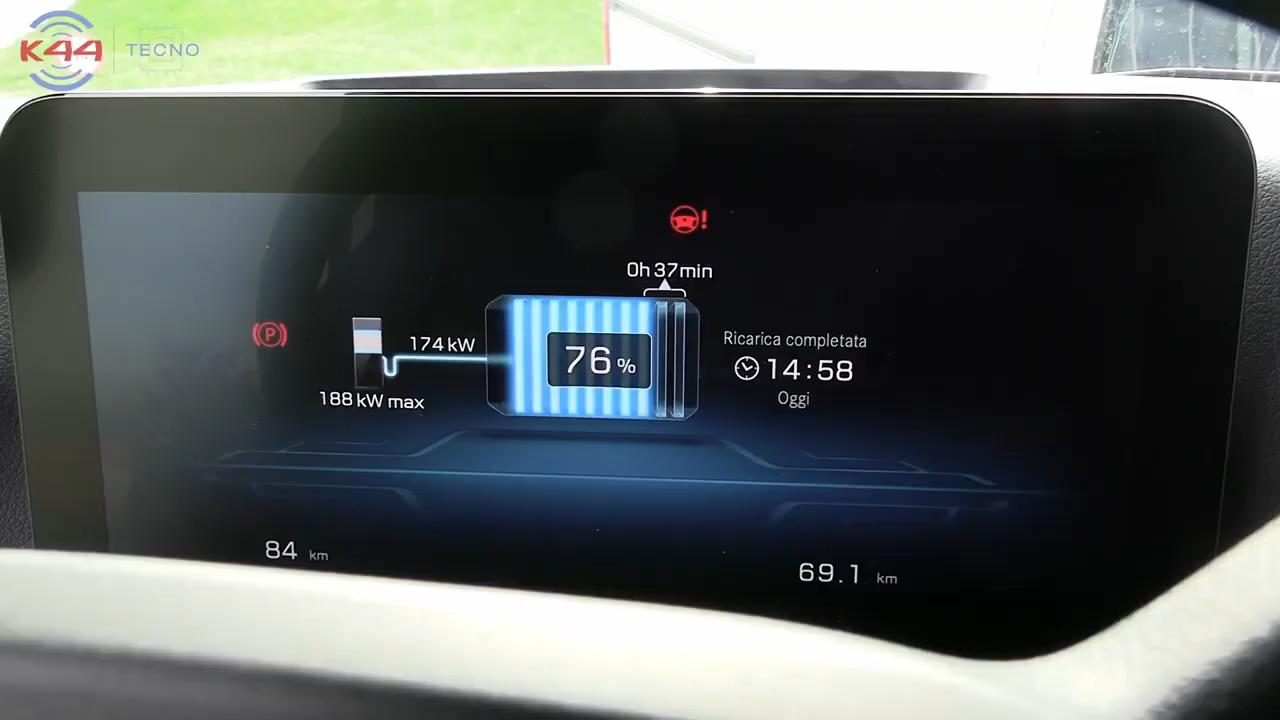 K44 TECNO
0h 37min
174 kW
188 kW max
76 %
Ricarica completata
14:58
Oggi
P
84 km
69.1 km